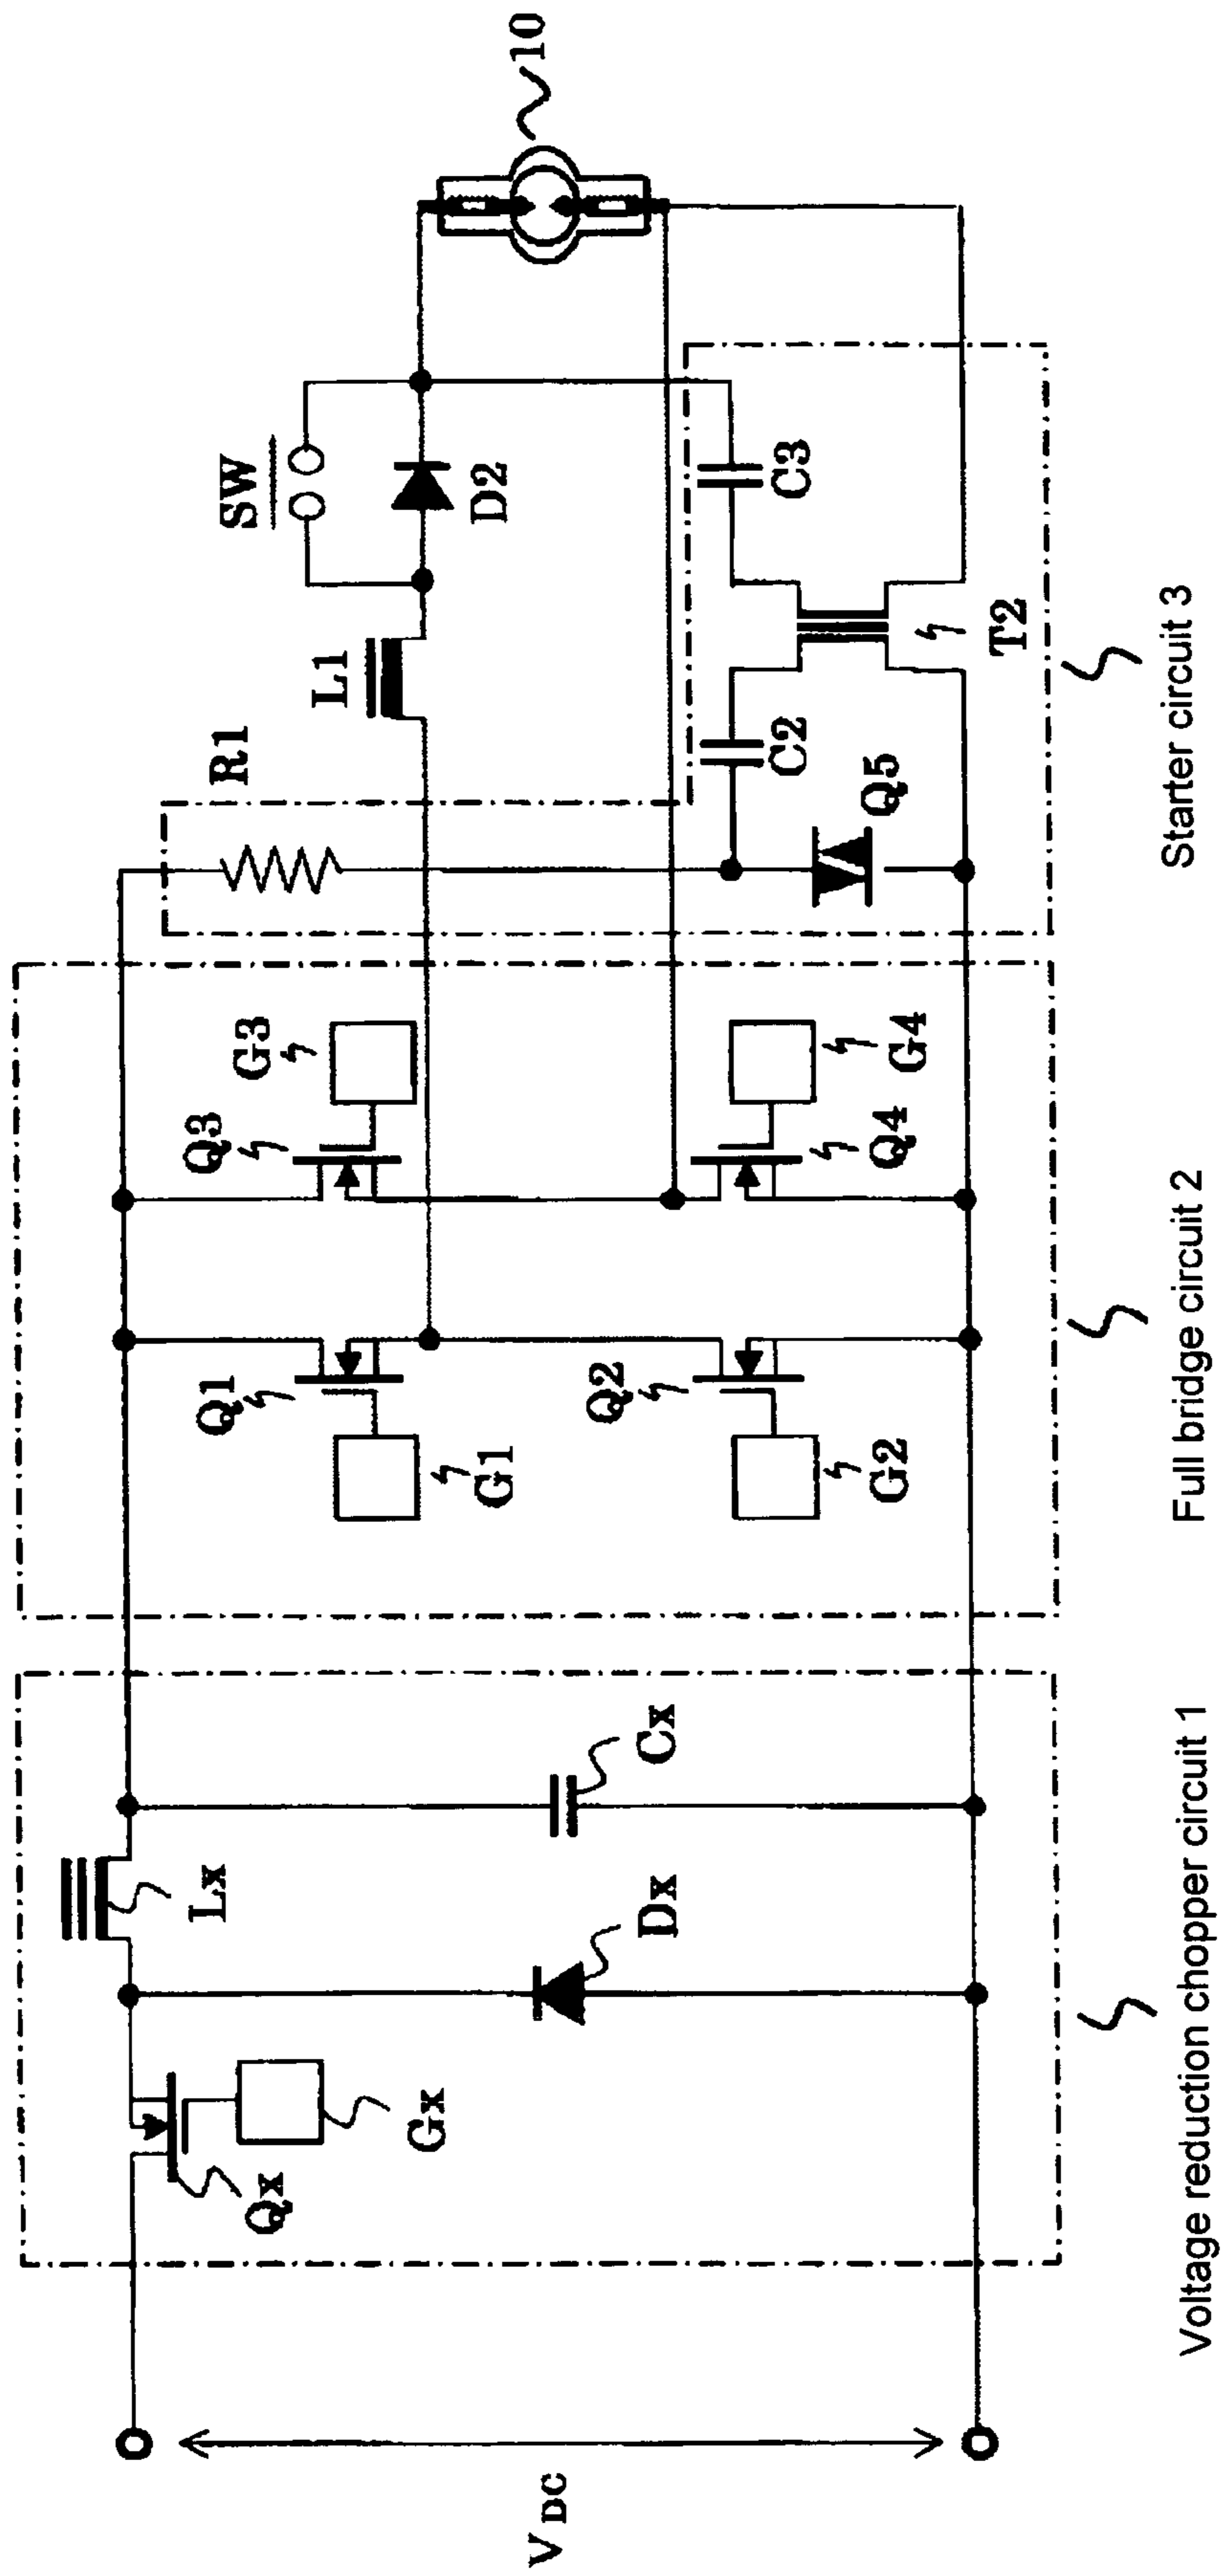 V DC
Qx
Gx
Lx
Dx
Cx
Voltage reduction chopper circuit 1
Q1
G1
Q2
G2
Q3
G3
Q4
G4
Full bridge circuit 2
R1
L1
SW
D2
C2
C3
Q5
T2
Starter circuit 3
10